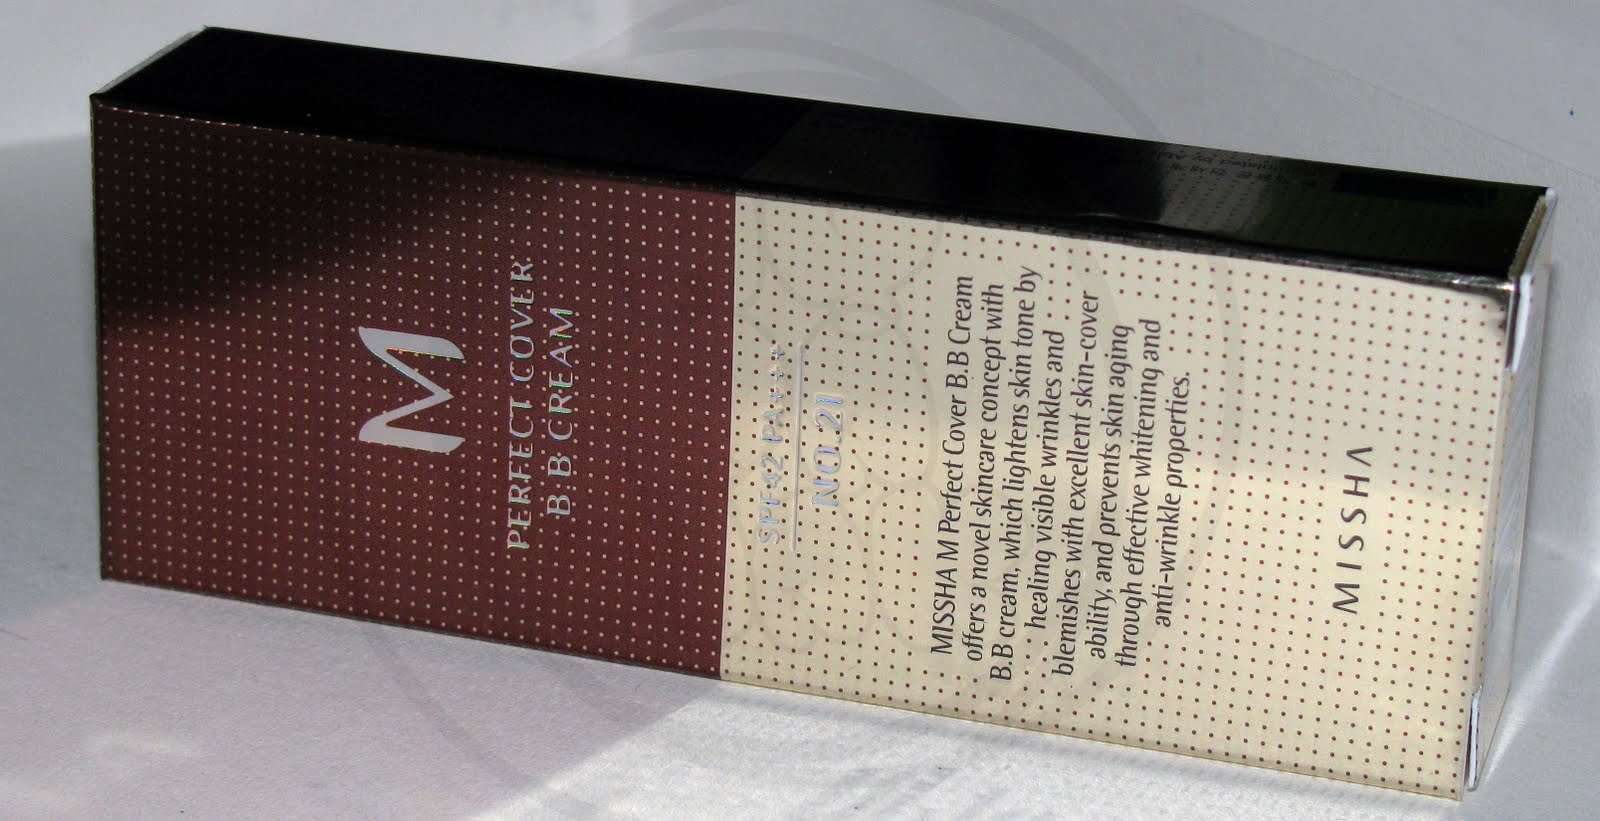 M
PERFECT COVER
B B CREAM
SPF42 PA+++
NO.21
MISSHA M Perfect Cover B.B Cream
offers a novel skincare concept with
B.B cream, which lightens skin tone by
healing visible wrinkles and
blemishes with excellent skin-cover
ability, and prevents skin aging
through effective whitening and
anti-wrinkle properties.
MISSHA